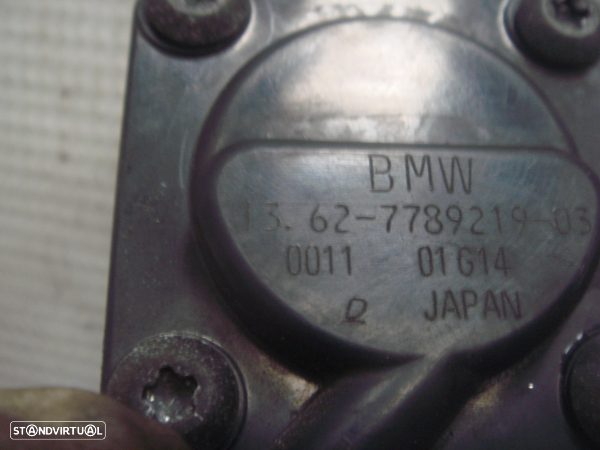 BMW
13.62-7789219-03
0011 01G14
JAPAN
STANDVIRTUAL